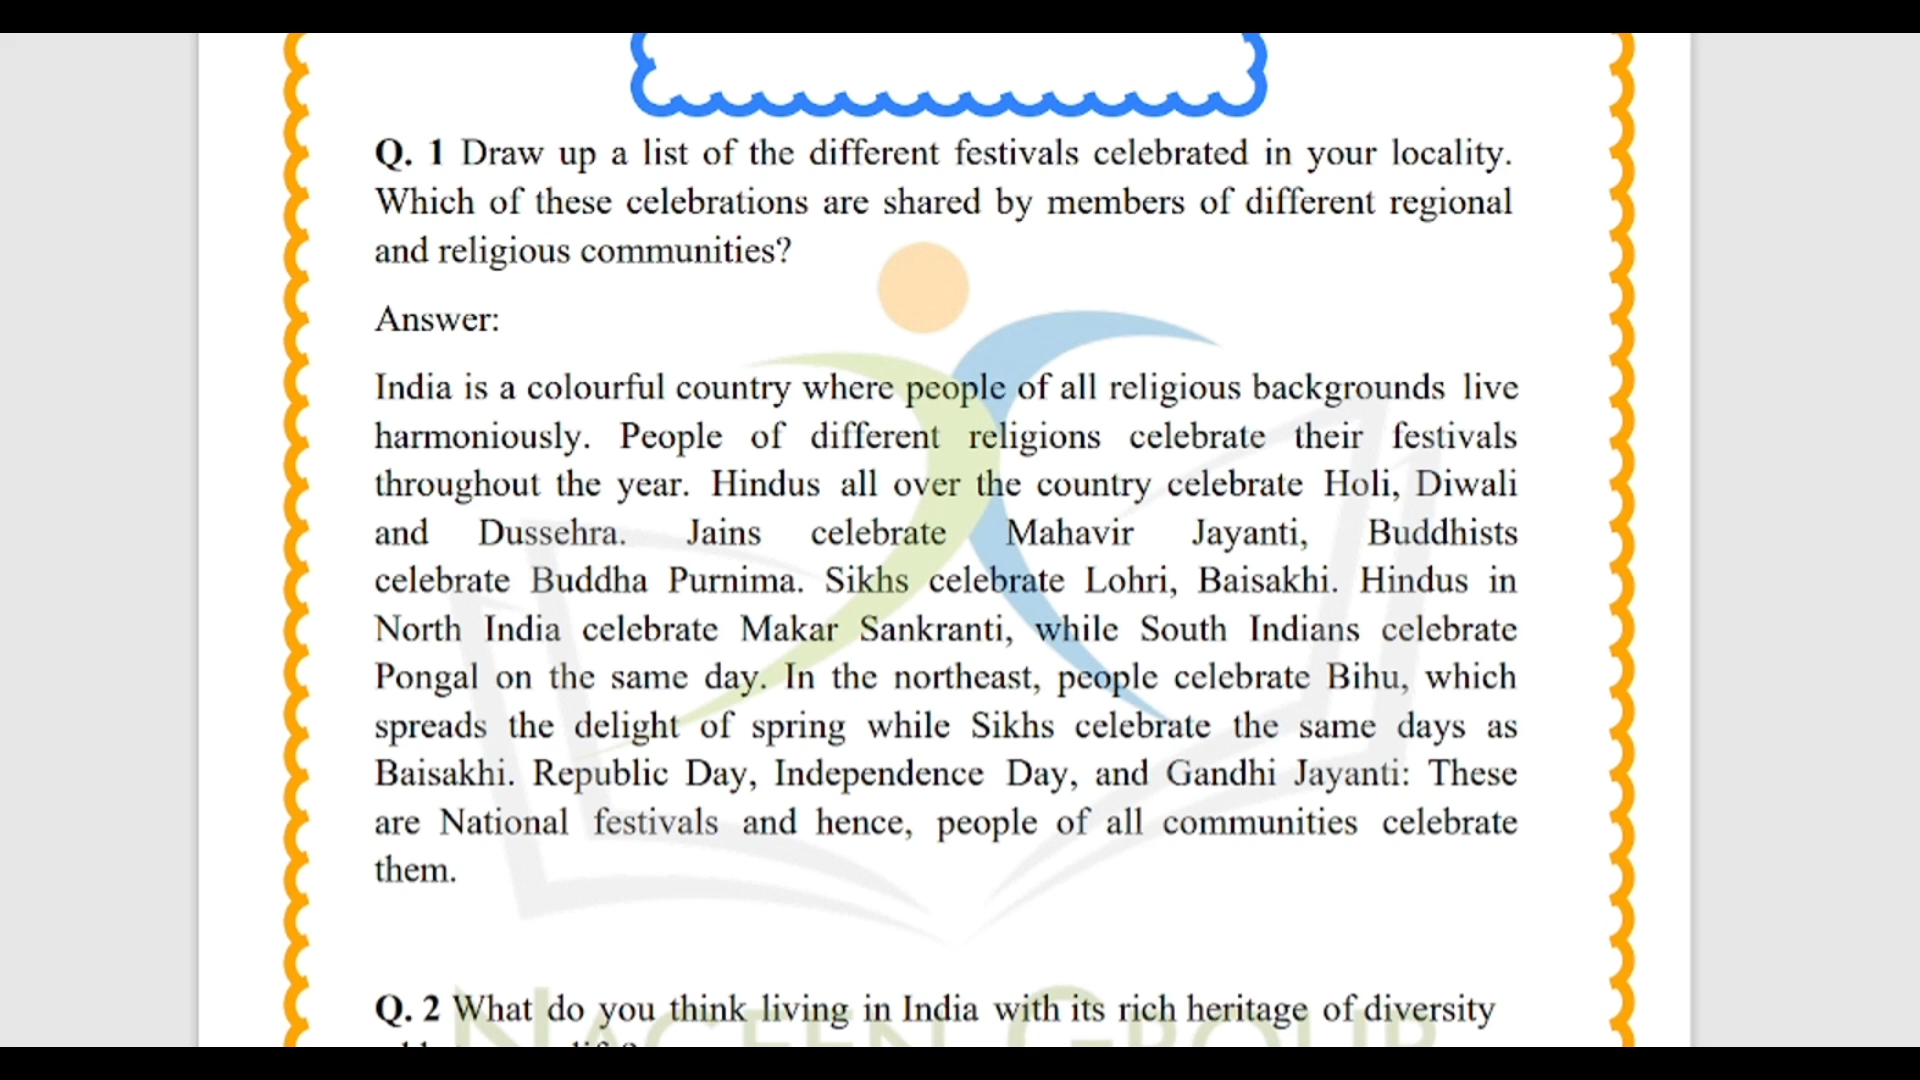 Q. 1 Draw up a list of the different festivals celebrated in your locality.
Which of these celebrations are shared by members of different regional
and religious communities?
Answer:
India is a colourful country where people of all religious backgrounds live
harmoniously. People of different religions celebrate their festivals
throughout the year. Hindus all over the country celebrate Holi, Diwali
and Dussehra. Jains celebrate Mahavir Jayanti, Buddhists
celebrate Buddha Purnima. Sikhs celebrate Lohri, Baisakhi. Hindus in
North India celebrate Makar Sankranti, while South Indians celebrate
Pongal on the same day. In the northeast, people celebrate Bihu, which
spreads the delight of spring while Sikhs celebrate the same days as
Baisakhi. Republic Day, Independence Day, and Gandhi Jayanti: These
are National festivals and hence, people of all communities celebrate
them.
Q. 2 What do you think living in India with its rich heritage of diversity